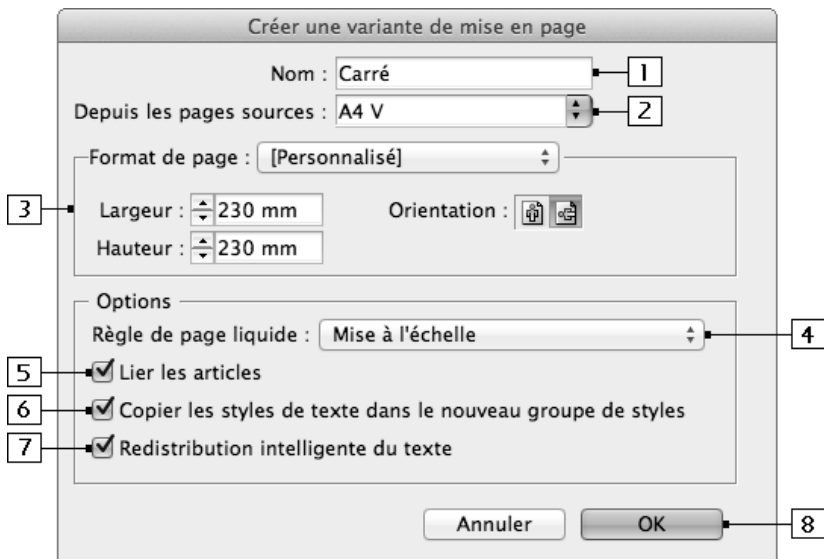 Créer une variante de mise en page
Nom : Carré 1
Depuis les pages sources : A4 V 2
Format de page : [Personnalisé]
3 Largeur : 230 mm Orientation :
Hauteur : 230 mm
Options
Règle de page liquide : Mise à l'échelle 4
5 Lier les articles
6 Copier les styles de texte dans le nouveau groupe de styles
7 Redistribution intelligente du texte
Annuler OK 8